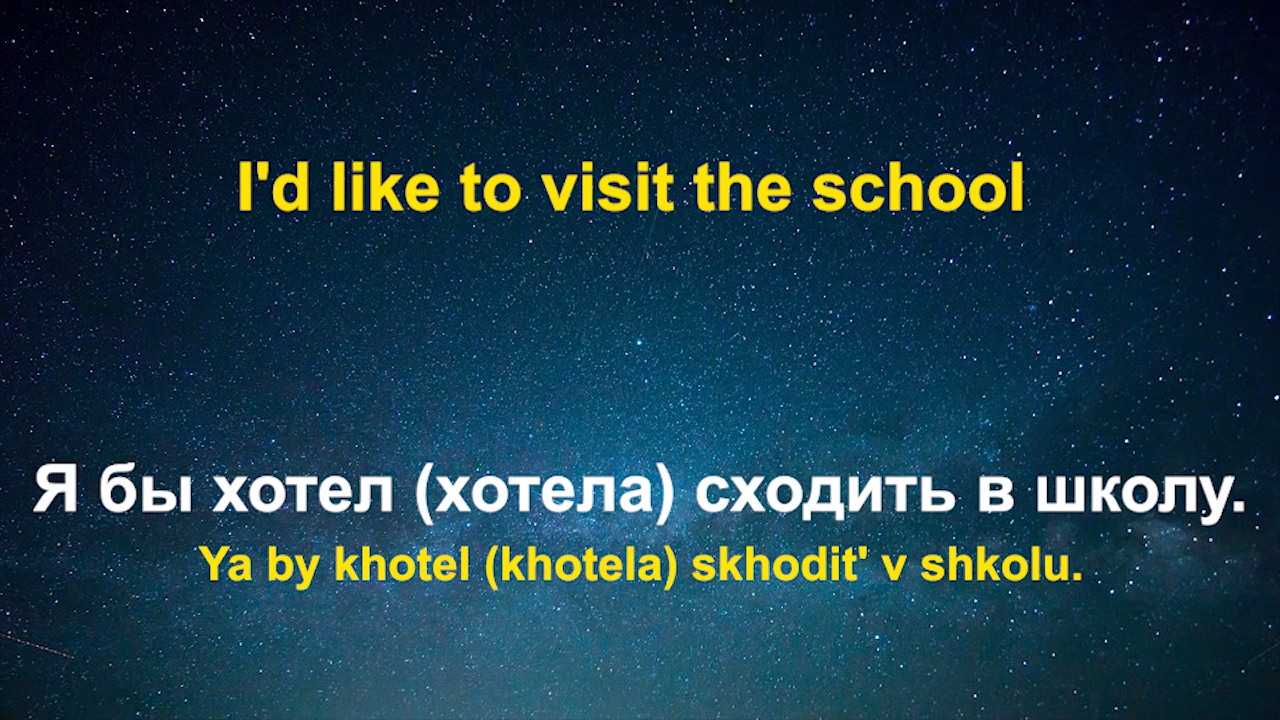 I'd like to visit the school
Я бы хотел (хотела) сходить в школу.
Ya by khotel (khotela) skhodit' v shkolu.